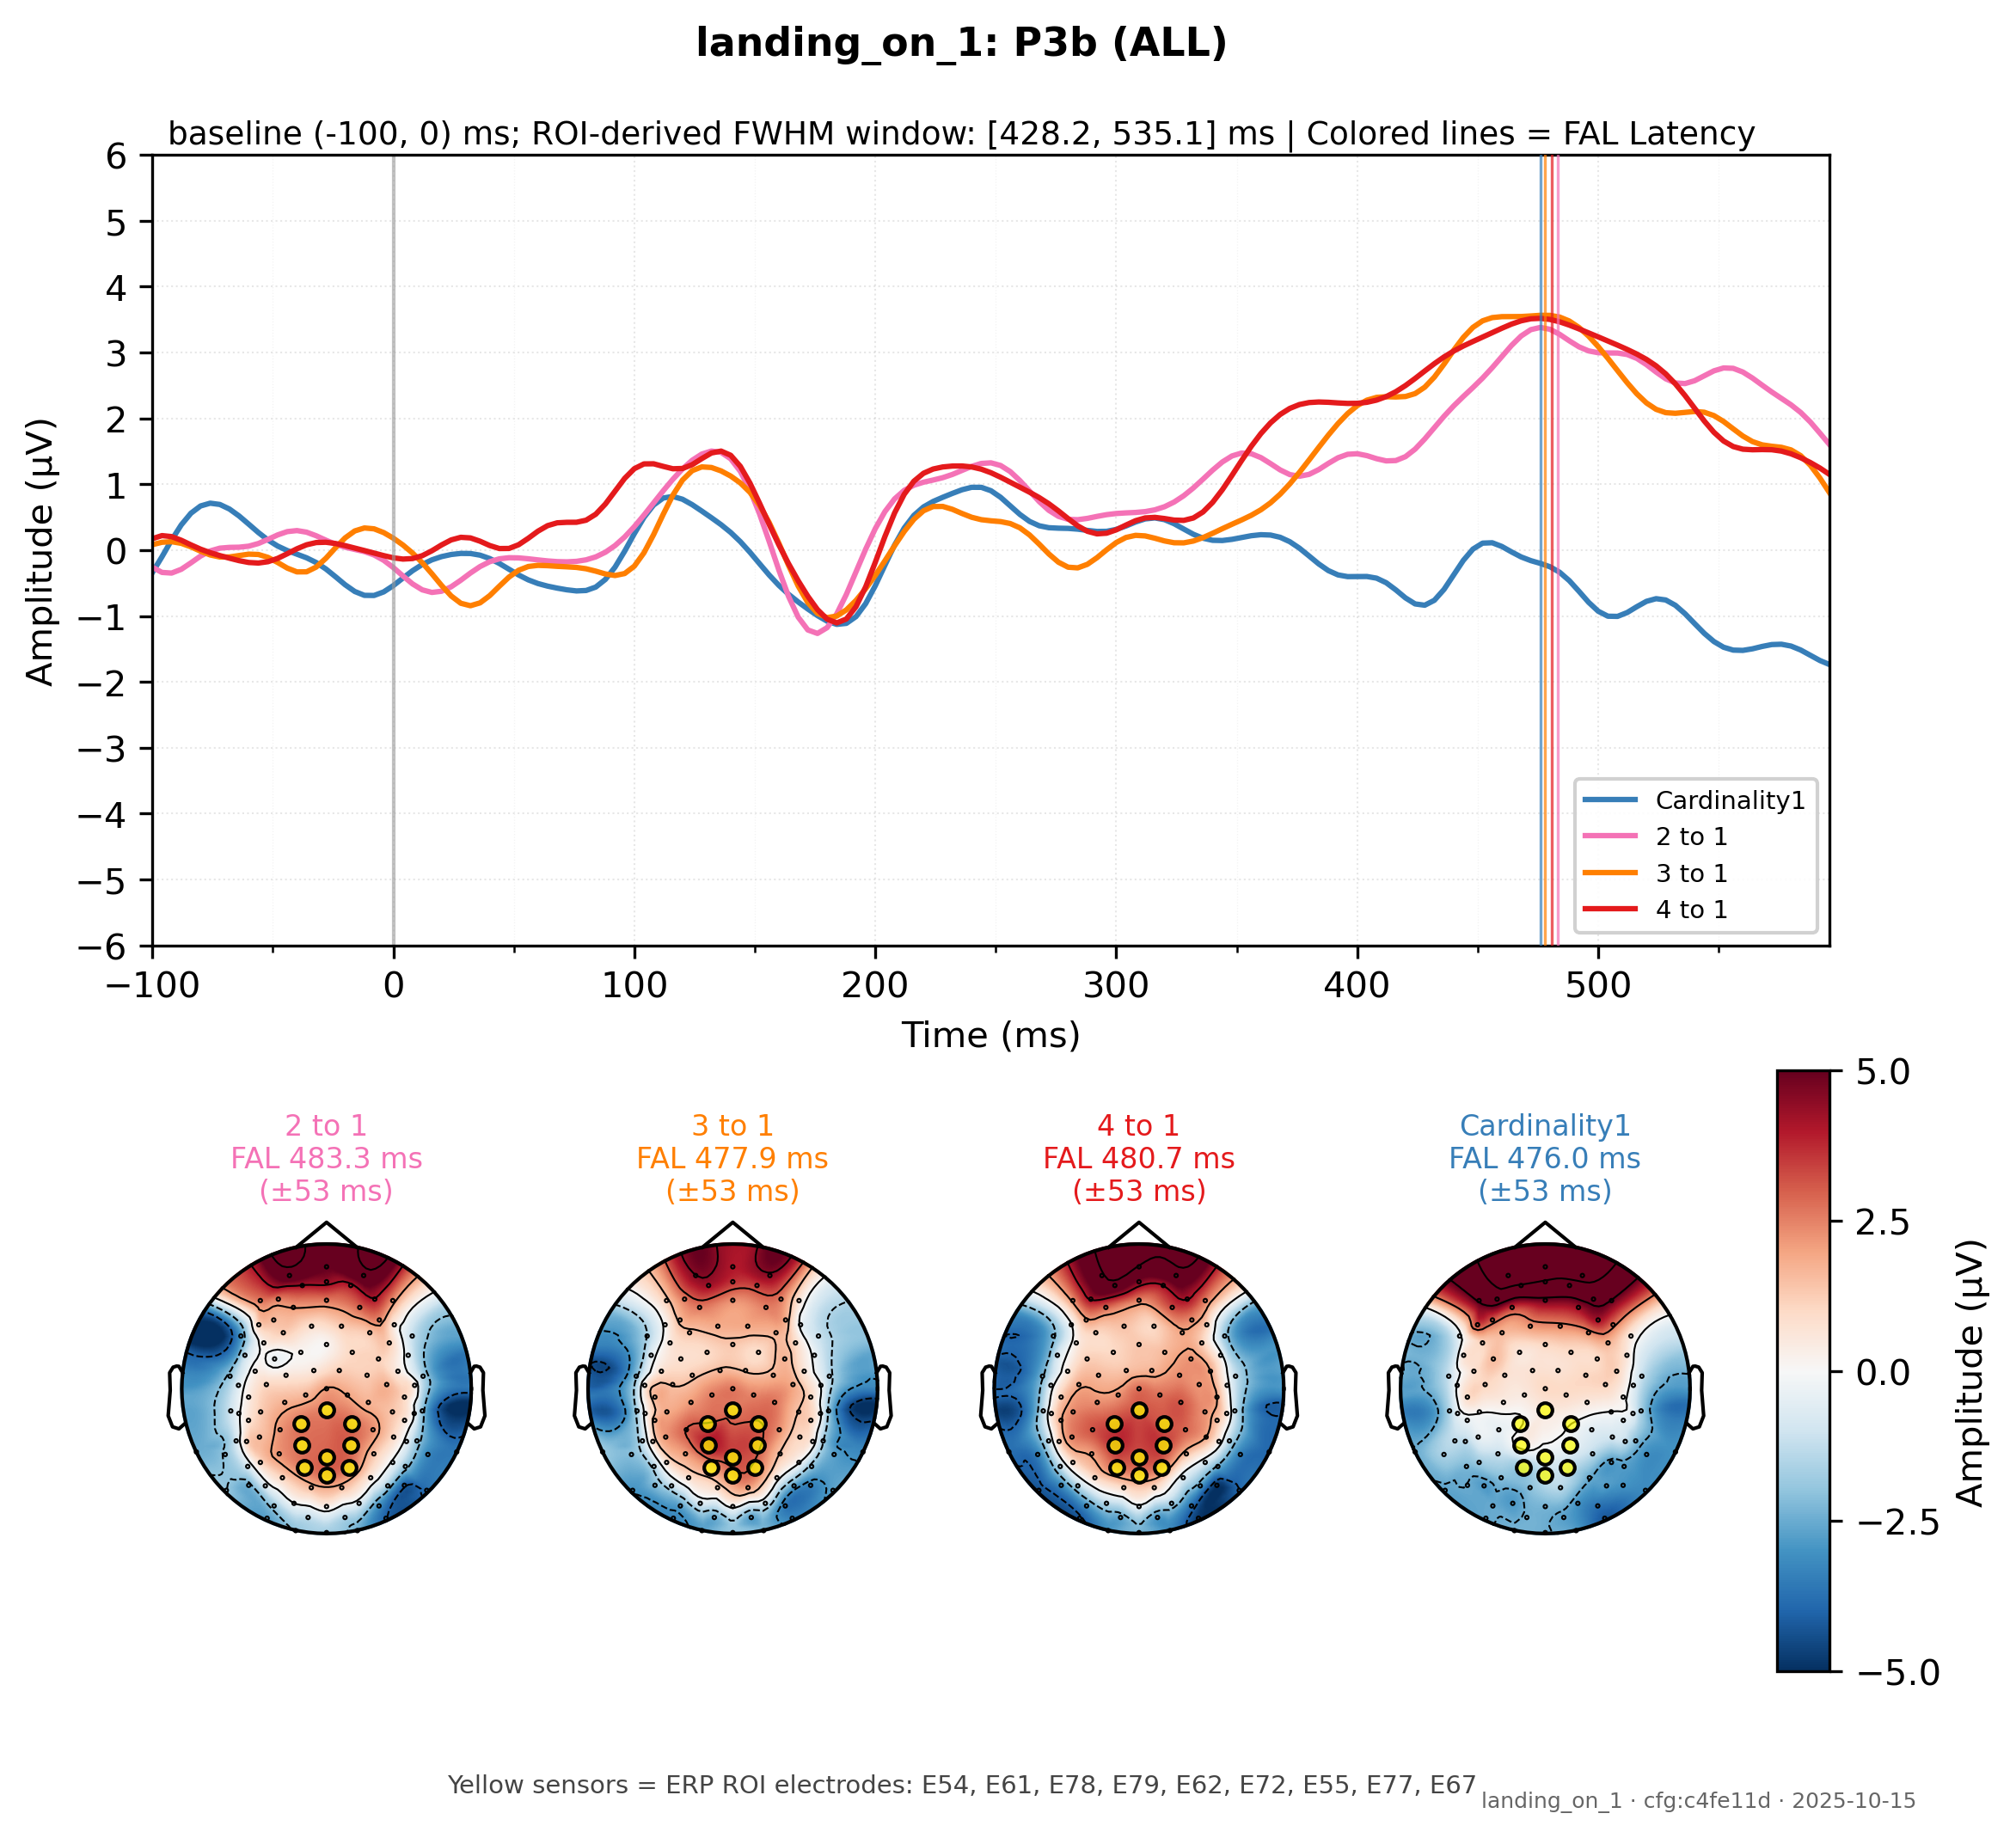 landing_on_1: P3b (ALL)
baseline (-100, 0) ms; ROI-derived FWHM window: [428.2, 535.1] ms | Colored lines = FAL Latency
6
5
4
3
2
1
0
−1
−2
−3
−4
−5
−6
Amplitude (µV)
Cardinality1
2 to 1
3 to 1
4 to 1
−100 0 100 200 300 400 500
Time (ms)
2 to 1
FAL 483.3 ms
(±53 ms)
3 to 1
FAL 477.9 ms
(±53 ms)
4 to 1
FAL 480.7 ms
(±53 ms)
Cardinality1
FAL 476.0 ms
(±53 ms)
5.0
2.5
0.0
−2.5
−5.0
Amplitude (µV)
Yellow sensors = ERP ROI electrodes: E54, E61, E78, E79, E62, E72, E55, E77, E67
landing_on_1 · cfg:c4fe11d · 2025-10-15